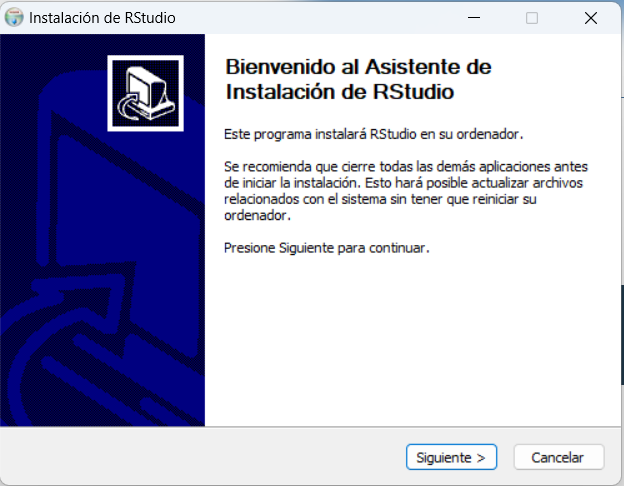 Instalación de RStudio
Bienvenido al Asistente de
Instalación de RStudio
Este programa instalará RStudio en su ordenador.
Se recomienda que cierre todas las demás aplicaciones antes
de iniciar la instalación. Esto hará posible actualizar archivos
relacionados con el sistema sin tener que reiniciar su
ordenador.
Presione Siguiente para continuar.
Siguiente >
Cancelar